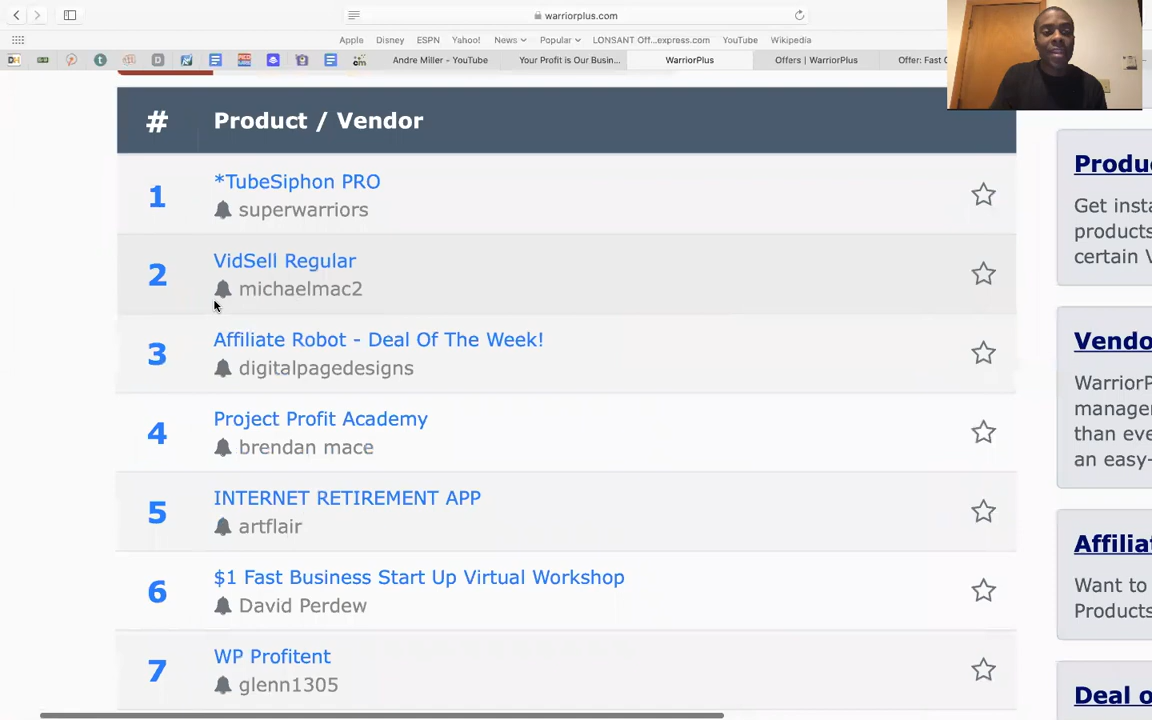 warriorplus.com
Apple Disney ESPN Yahoo! News Popular LONSANT Off...express.com YouTube Wikipedia
Andre Miller - YouTube Your Profit is Our Busin... WarriorPlus Offers | WarriorPlus Offer: Fast
# Product / Vendor
1 *TubeSiphon PRO
superwarriors
2 VidSell Regular
michaelmac2
3 Affiliate Robot - Deal Of The Week!
digitalpagedesigns
4 Project Profit Academy
brendan mace
5 INTERNET RETIREMENT APP
artflair
6 $1 Fast Business Start Up Virtual Workshop
David Perdew
7 WP Profitent
glenn1305
Produ
Get insta
products
certain V
Vendo
WarriorP
manager
than eve
an easy-
Affilia
Want to
Products
Deal o